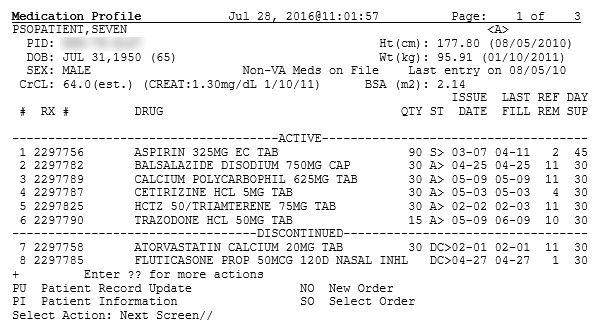 Medication Profile Jul 28, 2016@11:01:57 Page: 1 of 3
PSOPATIENT,SEVEN <A>
PID: Ht(cm): 177.80 (08/05/2010)
DOB: JUL 31,1950 (65) Wt(kg): 95.91 (01/10/2011)
SEX: MALE Non-VA Meds on File Last entry on 08/05/10
CrCL: 64.0(est.) (CREAT:1.30mg/dL 1/10/11) BSA (m2): 2.14
ISSUE LAST REF DAY
# RX # DRUG QTY ST DATE FILL REM SUP
-ACTIVE-
1 2297756 ASPIRIN 325MG EC TAB 90 S> 03-07 04-11 2 45
2 2297782 BALSALAZIDE DISODIUM 750MG CAP 30 A> 04-25 04-25 11 30
3 2297789 CALCIUM POLYCARBOPHIL 625MG TAB 30 A> 05-09 05-09 11 30
4 2297787 CETIRIZINE HCL 5MG TAB 30 A> 05-03 05-03 4 30
5 2297825 HCTZ 50/TRIAMTERENE 75MG TAB 30 A> 02-02 02-03 11 30
6 2297790 TRAZODONE HCL 50MG TAB 15 A> 05-09 06-09 10 30
-DISCONTINUED-
7 2297758 ATORVASTATIN CALCIUM 20MG TAB 30 DC>02-01 02-01 11 30
8 2297785 FLUTICASONE PROP 50MCG 120D NASAL INHL DC>04-27 04-27 1 30
+ Enter ?? for more actions
PU Patient Record Update NO New Order
PI Patient Information SO Select Order
Select Action: Next Screen//